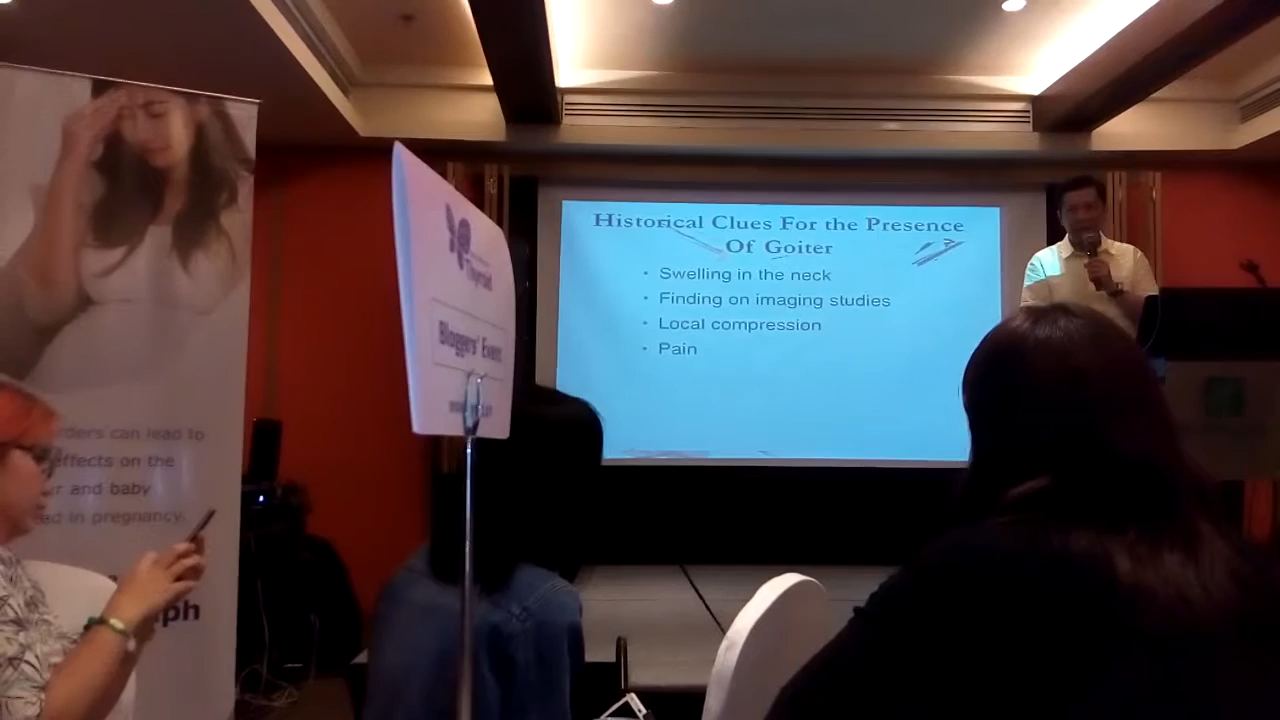 Historical Clues For the Presence
Of Goiter
• Swelling in the neck
• Finding on imaging studies
• Local compression
• Pain
Thyroid
Bloggers' Event
can lead to
effects on the
and baby
in pregnancy.
ph